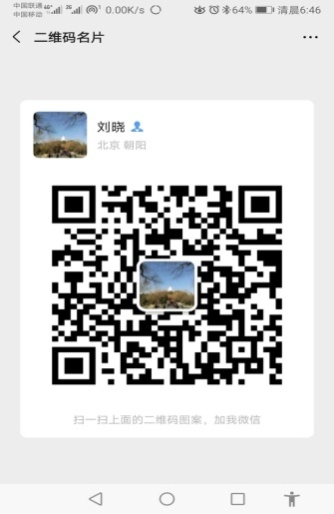 中国联通 4G 3G 0.00K/s 64% 清晨6:46
中国移动
二维码名片
刘晓
北京 朝阳
扫一扫上面的二维码图案，加我微信